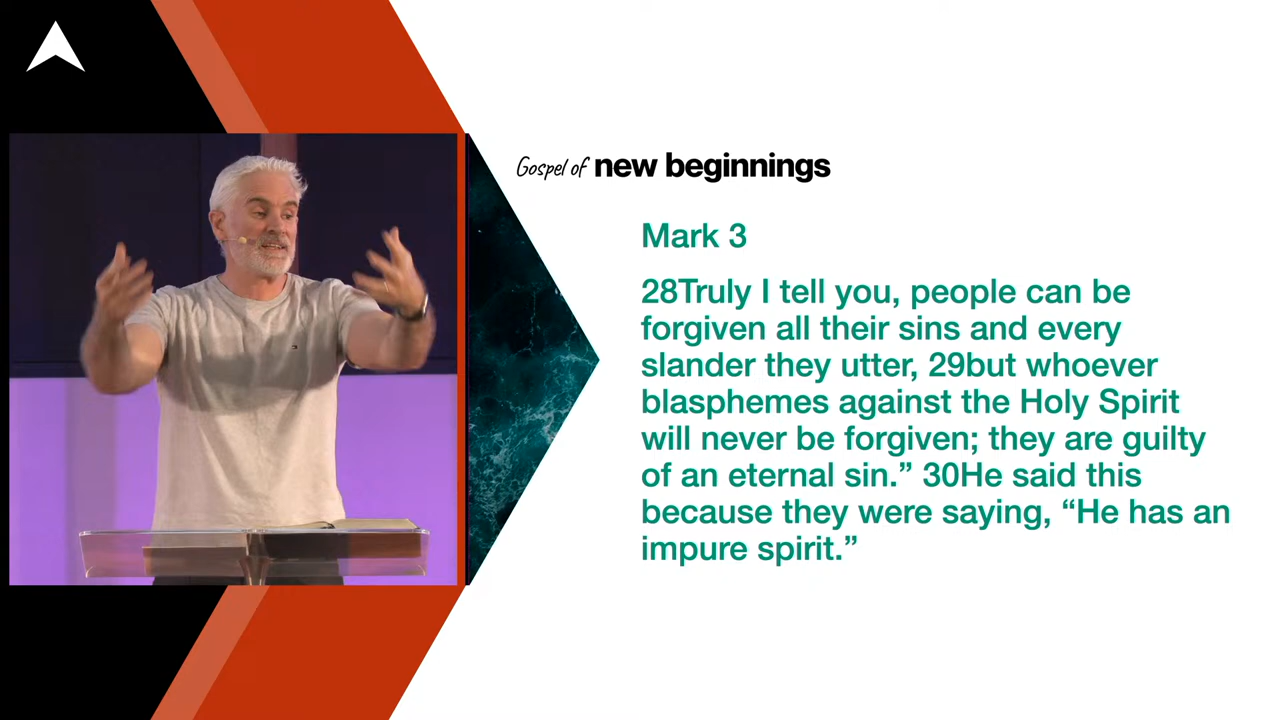 Gospel of new beginnings
Mark 3
28Truly I tell you, people can be
forgiven all their sins and every
slander they utter, 29but whoever
blasphemes against the Holy Spirit
will never be forgiven; they are guilty
of an eternal sin.” 30He said this
because they were saying, “He has an
impure spirit.”